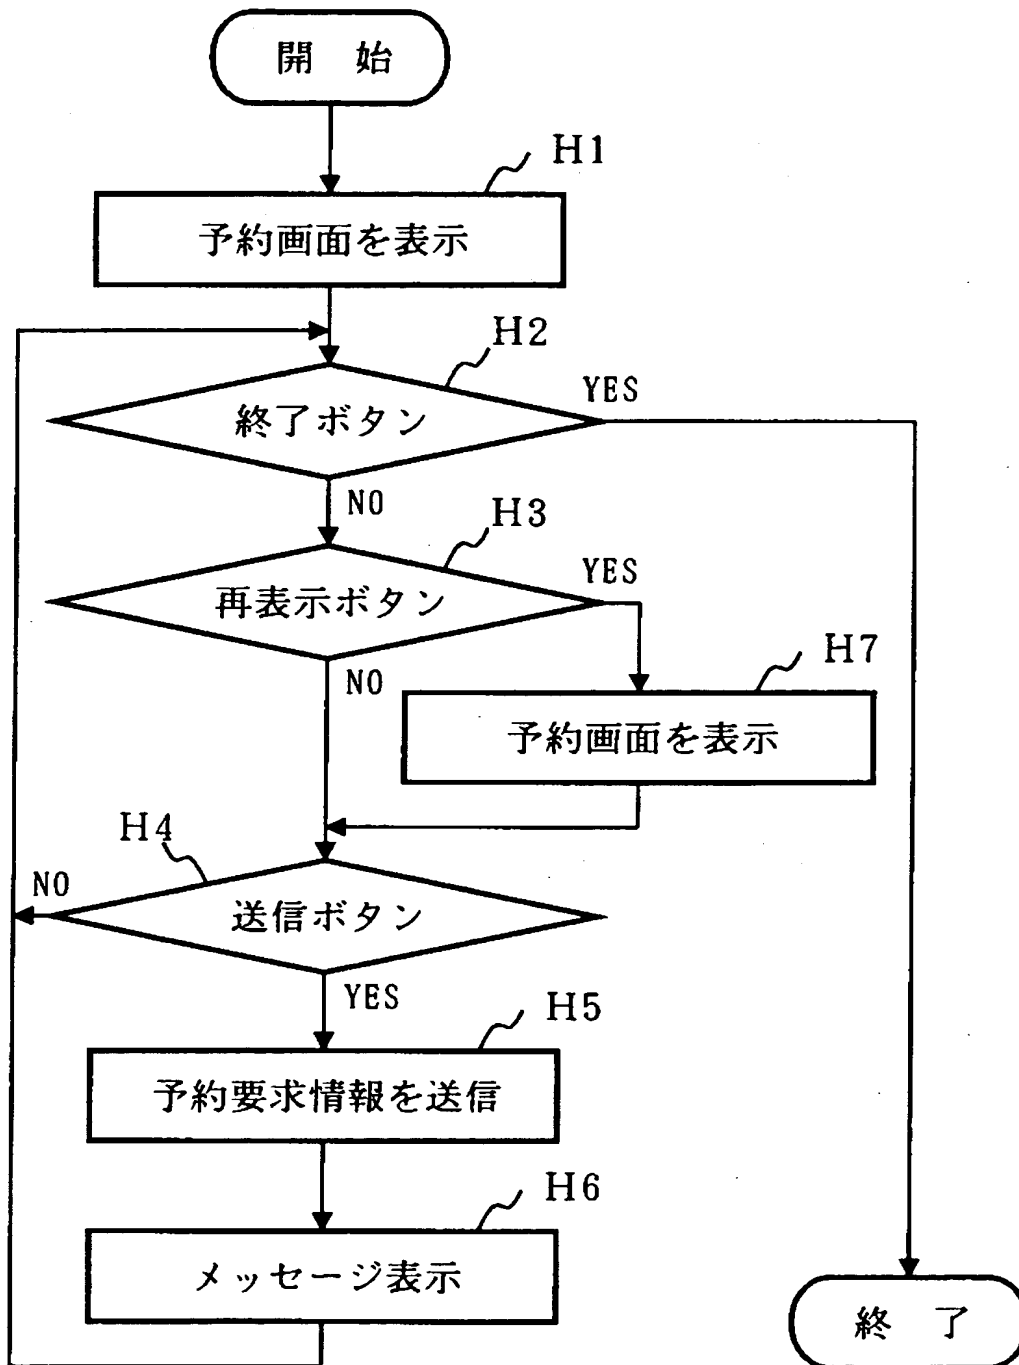 開 始
H1
予約画面を表示
H2
終了ボタン
YES
NO
H3
再表示ボタン
YES
NO
H7
予約画面を表示
H4
送信ボタン
NO
YES
H5
予約要求情報を送信
H6
メッセージ表示
終 了